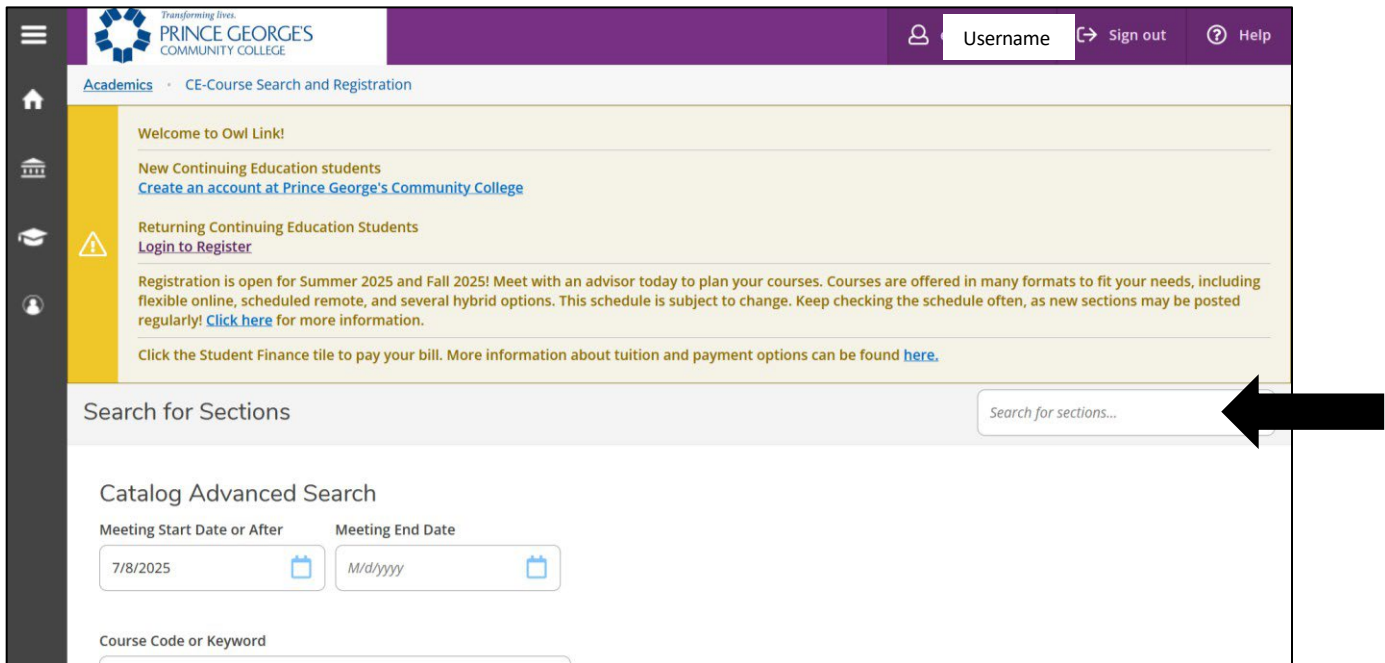 Transforming lives.
PRINCE GEORGE'S
COMMUNITY COLLEGE
Username
Sign out
Help
Academics · CE-Course Search and Registration
Welcome to Owl Link!
New Continuing Education students
Create an account at Prince George's Community College
Returning Continuing Education Students
Login to Register
Registration is open for Summer 2025 and Fall 2025! Meet with an advisor today to plan your courses. Courses are offered in many formats to fit your needs, including
flexible online, scheduled remote, and several hybrid options. This schedule is subject to change. Keep checking the schedule often, as new sections may be posted
regularly! Click here for more information.
Click the Student Finance tile to pay your bill. More information about tuition and payment options can be found here.
Search for Sections
Search for sections...
Catalog Advanced Search
Meeting Start Date or After
Meeting End Date
7/8/2025
M/d/yyyy
Course Code or Keyword